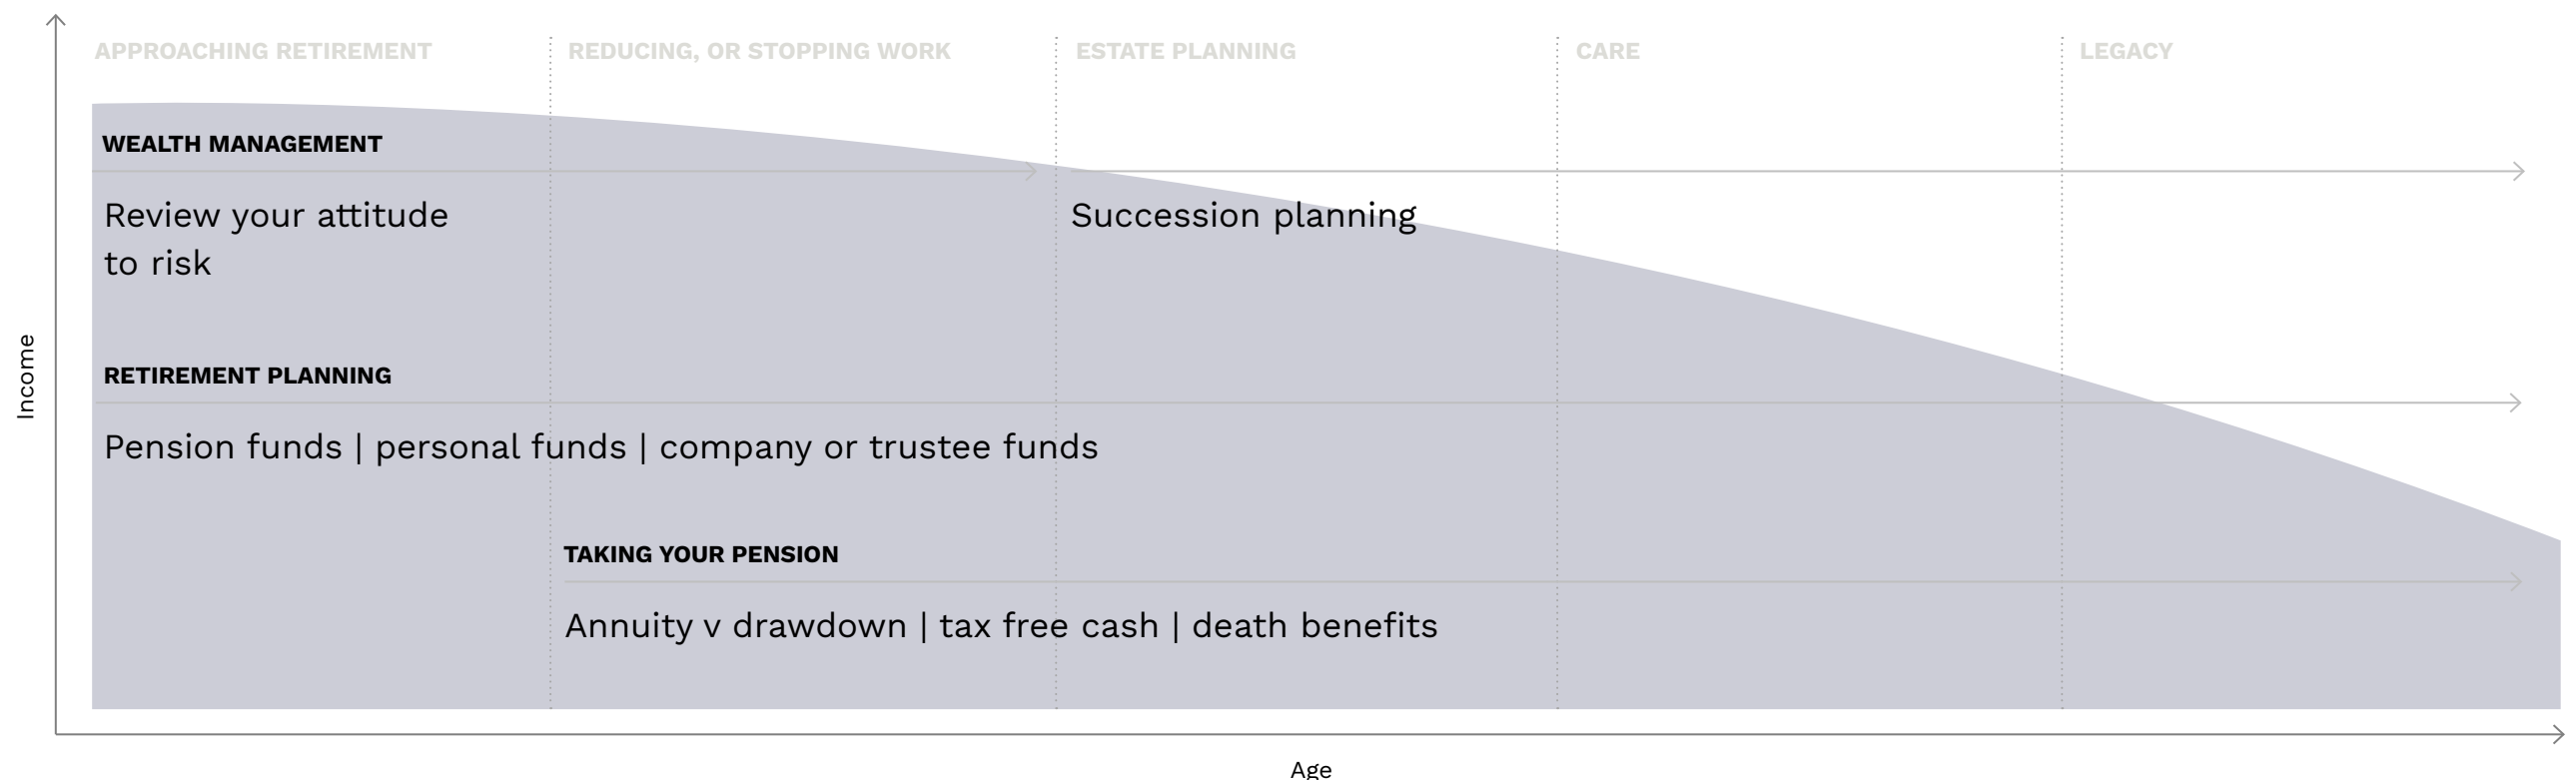 APPROACHING RETIREMENT
REDUCING, OR STOPPING WORK
ESTATE PLANNING
CARE
LEGACY
WEALTH MANAGEMENT
Review your attitude
to risk
Succession planning
Income
RETIREMENT PLANNING
Pension funds | personal funds | company or trustee funds
TAKING YOUR PENSION
Annuity v drawdown | tax free cash | death benefits
Age